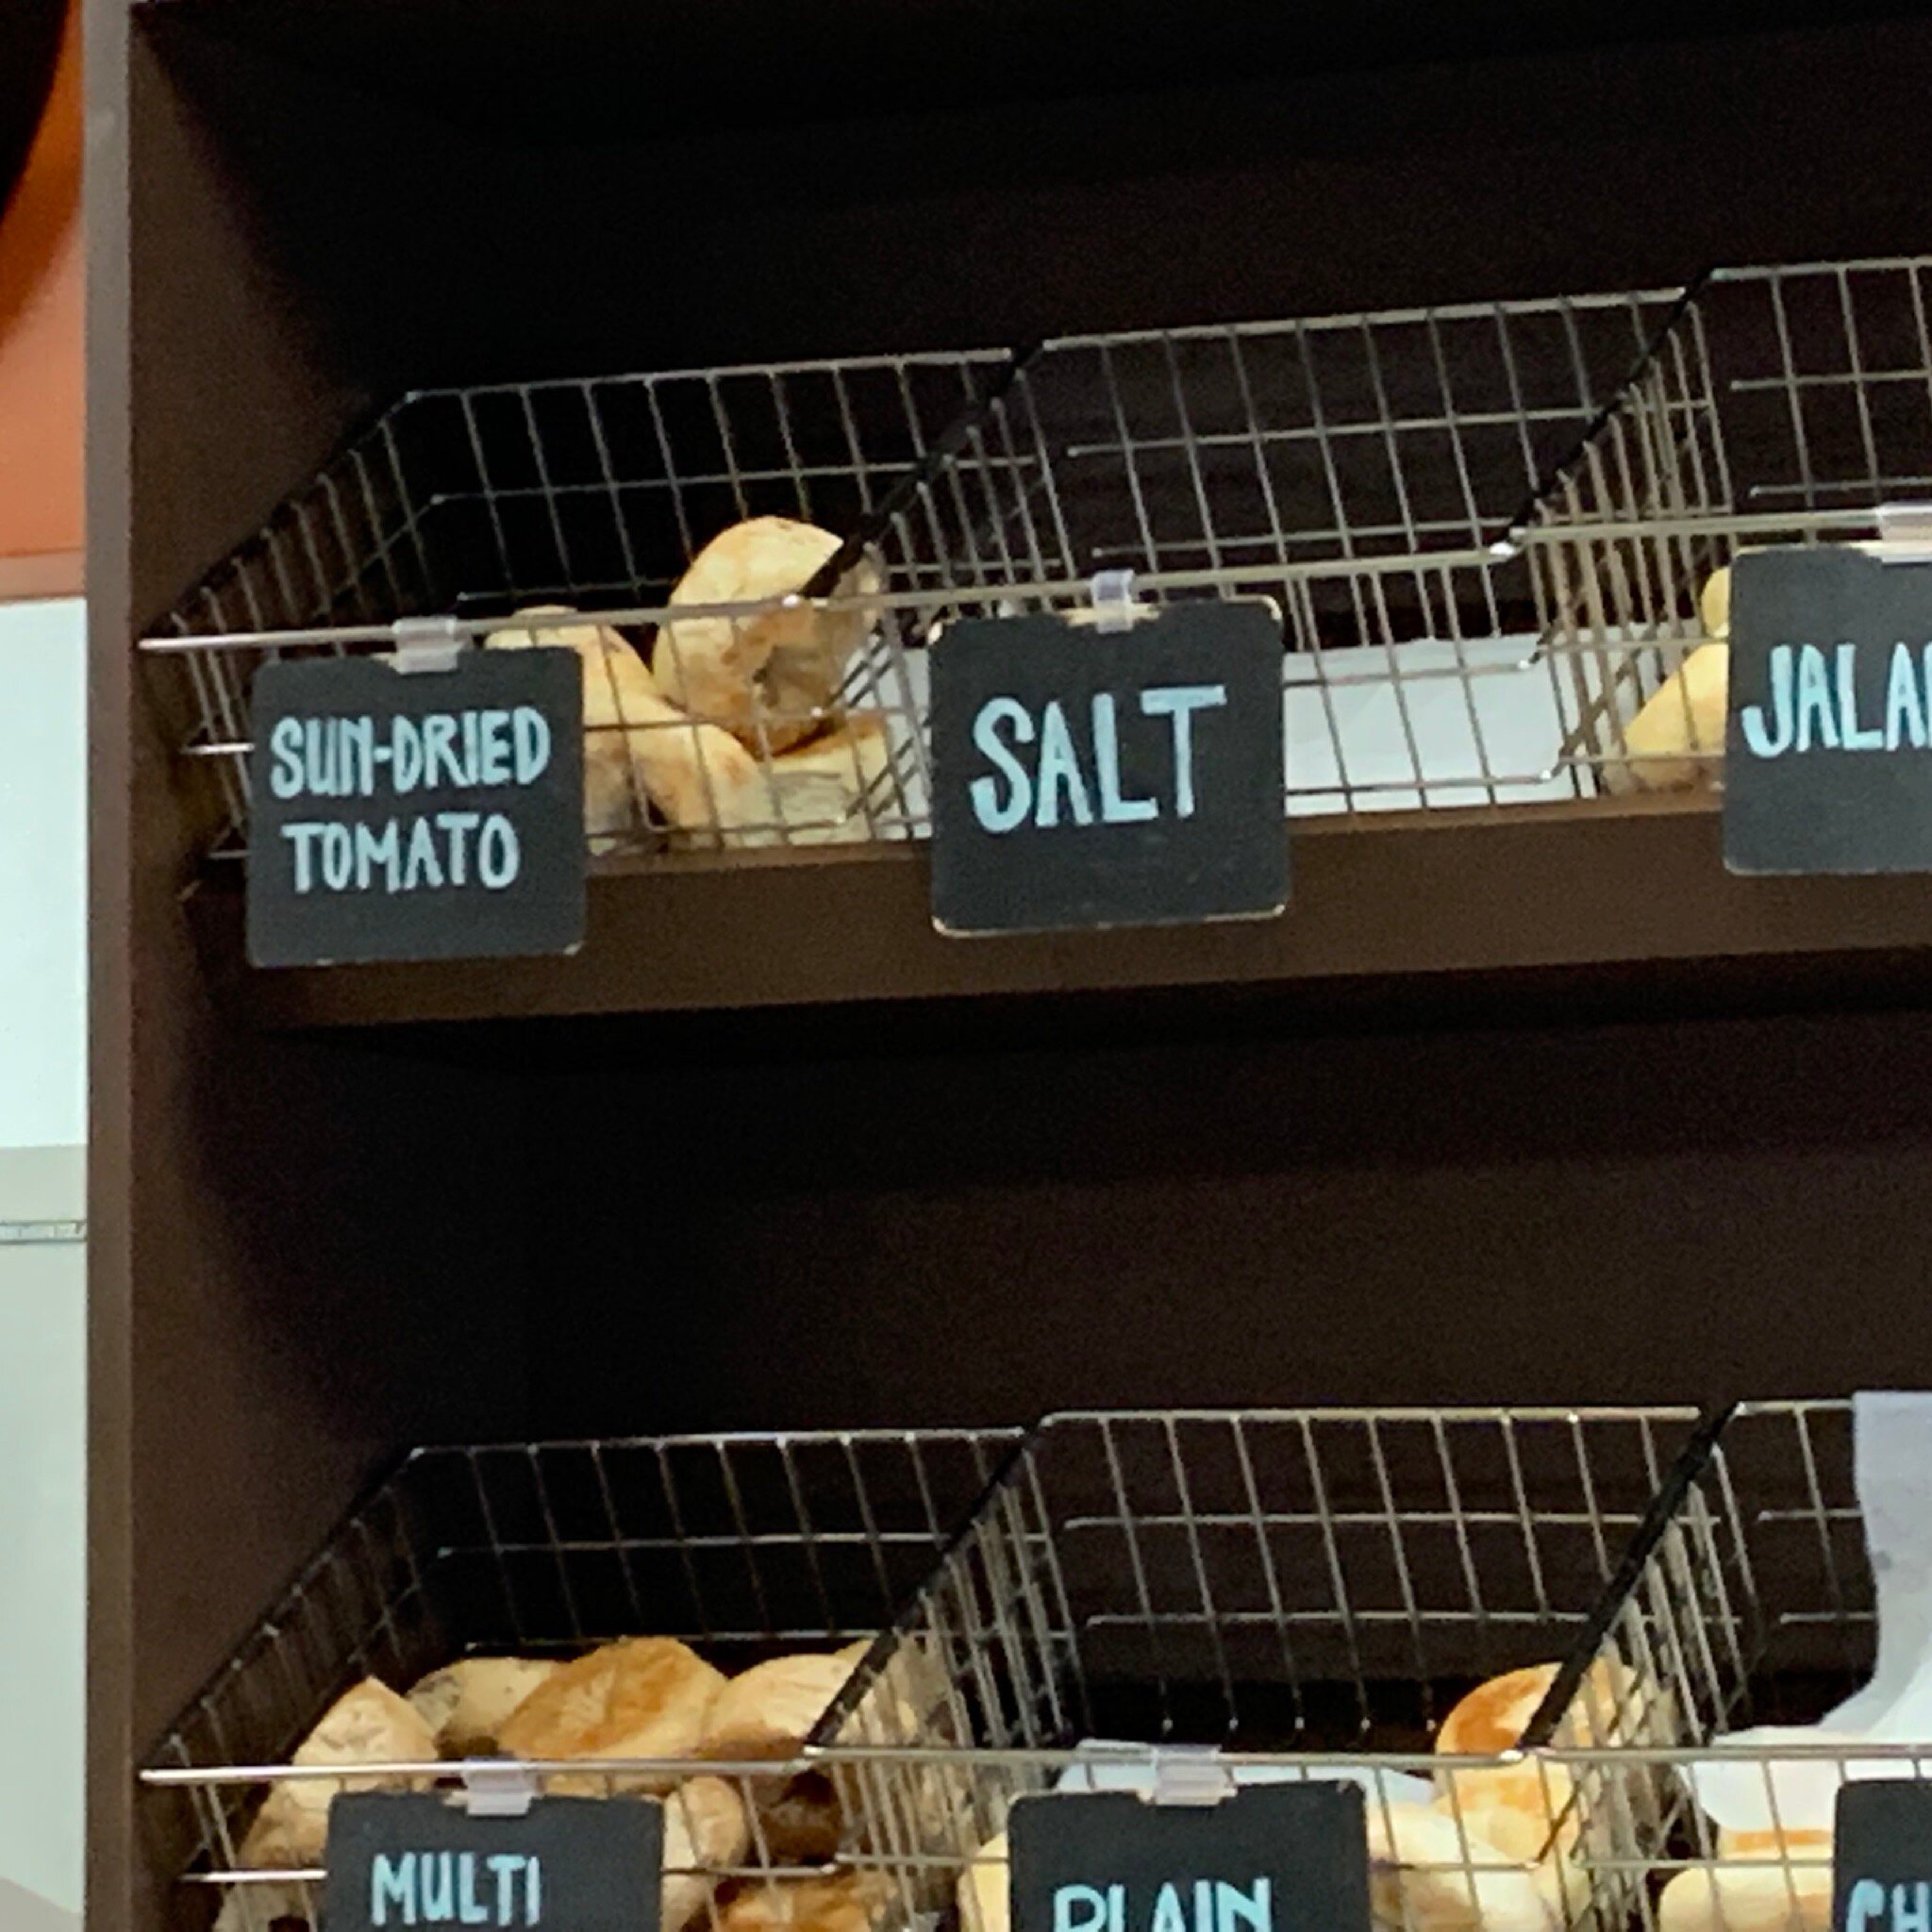 SUN-DRIED
TOMATO
SALT
MULTI
PLAIN